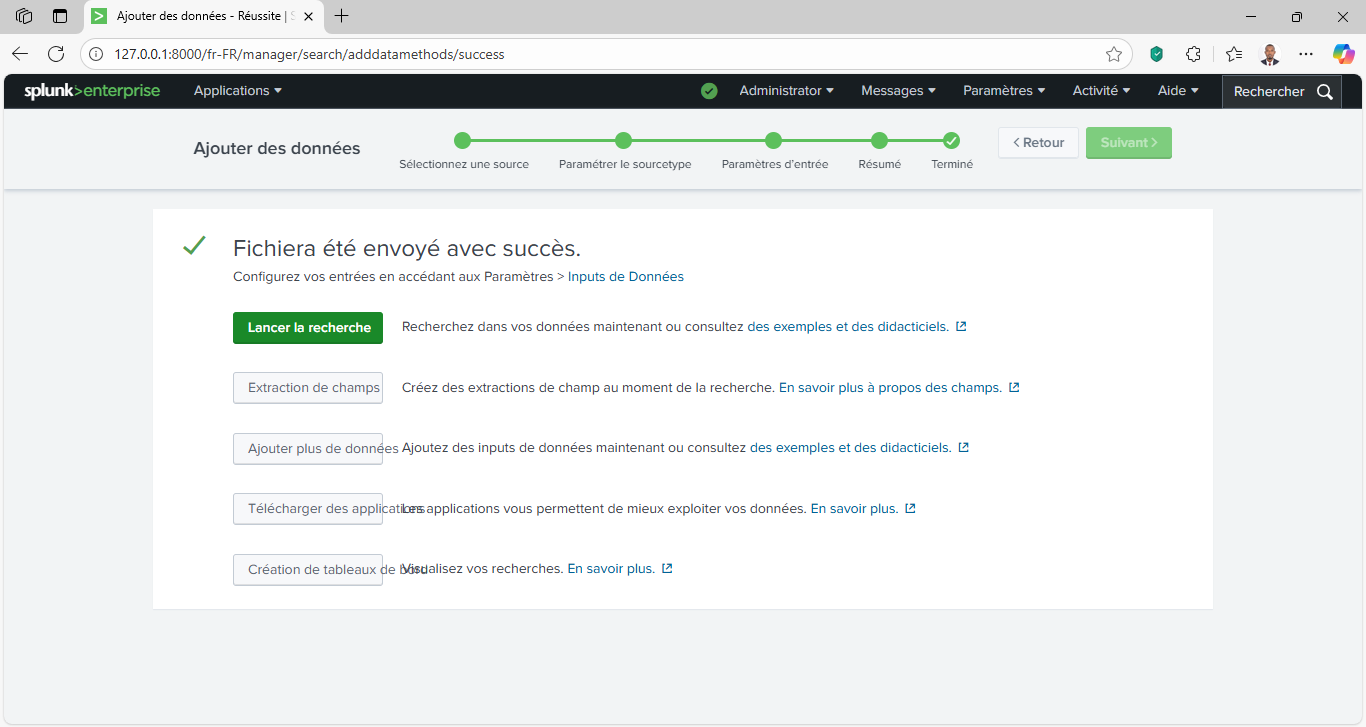 Ajouter des données - Réussite |
127.0.0.1:8000/fr-FR/manager/search/adddatamethods/success
splunk>enterprise Applications Administrator Messages Paramètres Activité Aide Rechercher
Ajouter des données
Sélectionnez une source Paramétrer le sourcetype Paramètres d'entrée Résumé Terminé
< Retour Suivant >
Fichiera été envoyé avec succès.
Configurez vos entrées en accédant aux Paramètres > Inputs de Données
Lancer la recherche Recherchez dans vos données maintenant ou consultez des exemples et des didacticiels.
Extraction de champs Créez des extractions de champ au moment de la recherche. En savoir plus à propos des champs.
Ajouter plus de données Ajoutez des inputs de données maintenant ou consultez des exemples et des didacticiels.
Télécharger des applications Les applications vous permettent de mieux exploiter vos données. En savoir plus.
Création de tableaux de bord Visualisez vos recherches. En savoir plus.